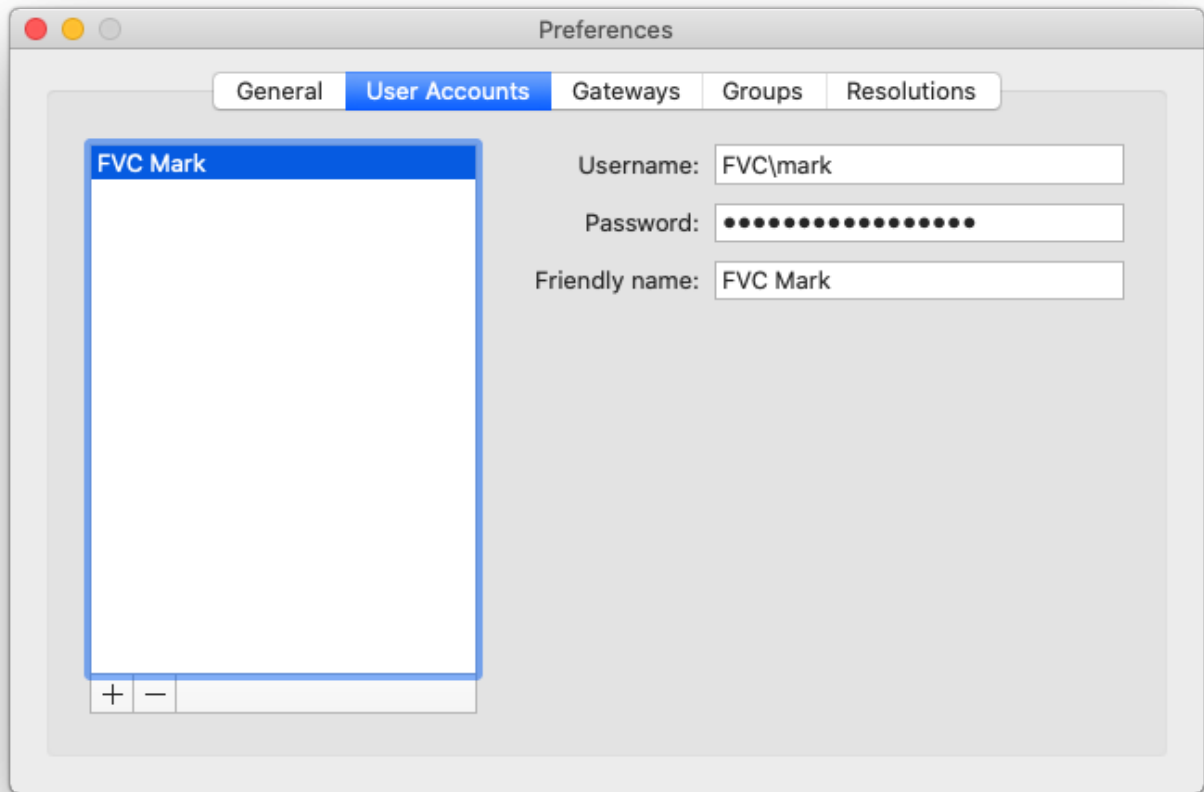 Preferences
General User Accounts Gateways Groups Resolutions
FVC Mark
Username: FVC\mark
Password: •••••••••••••••••
Friendly name: FVC Mark
+ −